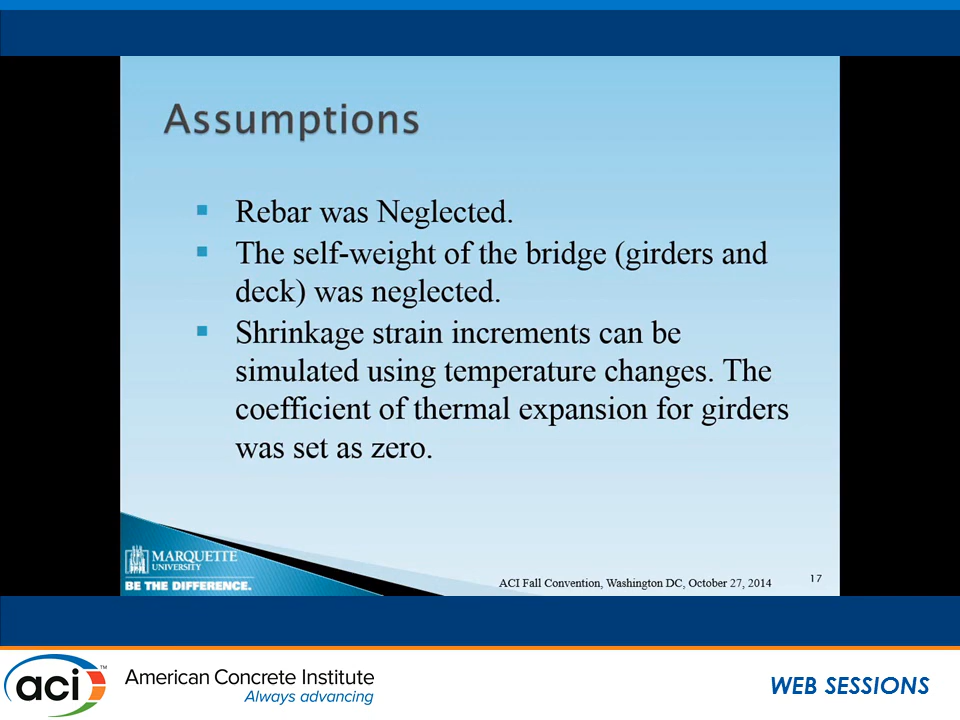 Assumptions
▪ Rebar was Neglected.
▪ The self-weight of the bridge (girders and
deck) was neglected.
▪ Shrinkage strain increments can be
simulated using temperature changes. The
coefficient of thermal expansion for girders
was set as zero.
MARQUETTE
UNIVERSITY
BE THE DIFFERENCE.
ACI Fall Convention, Washington DC, October 27, 2014
17
aci™
American Concrete Institute
Always advancing
WEB SESSIONS